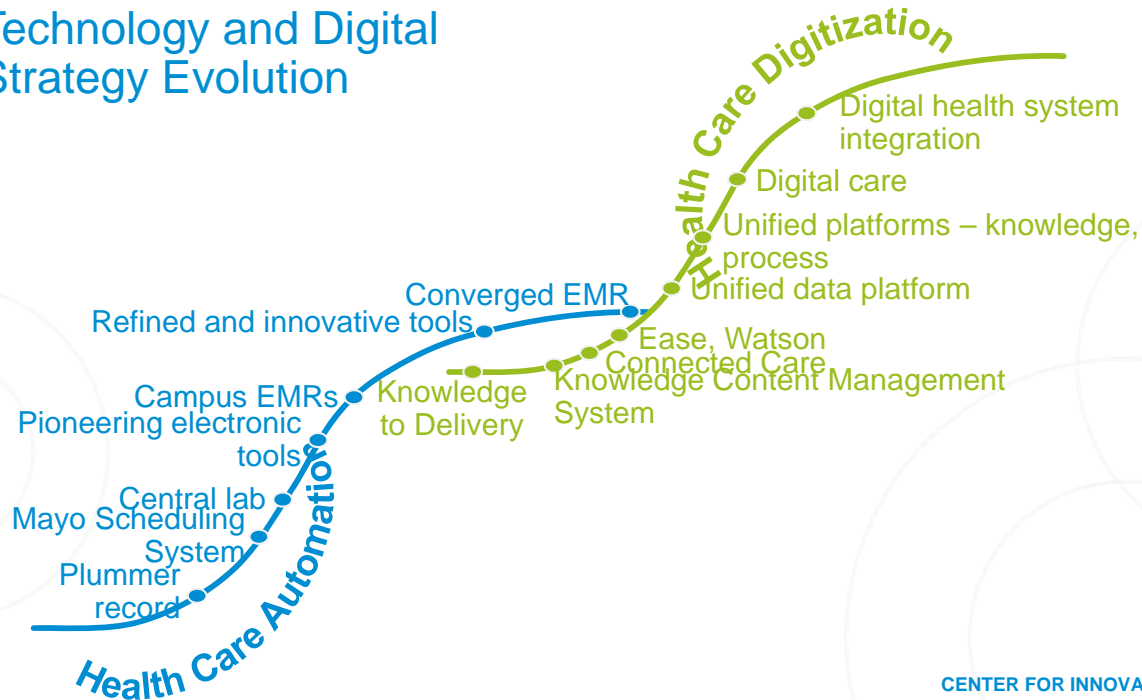 Technology and Digital
Strategy Evolution
Health Care Digitization
Digital health system
integration
Digital care
Unified platforms – knowledge,
process
Unified data platform
Converged EMR
Refined and innovative tools
Ease, Watson
Connected Care
Knowledge Content Management
System
Knowledge
to Delivery
Campus EMRs
Pioneering electronic
tools
Central lab
Mayo Scheduling
System
Plummer
record
Health Care Automation
CENTER FOR INNOVA